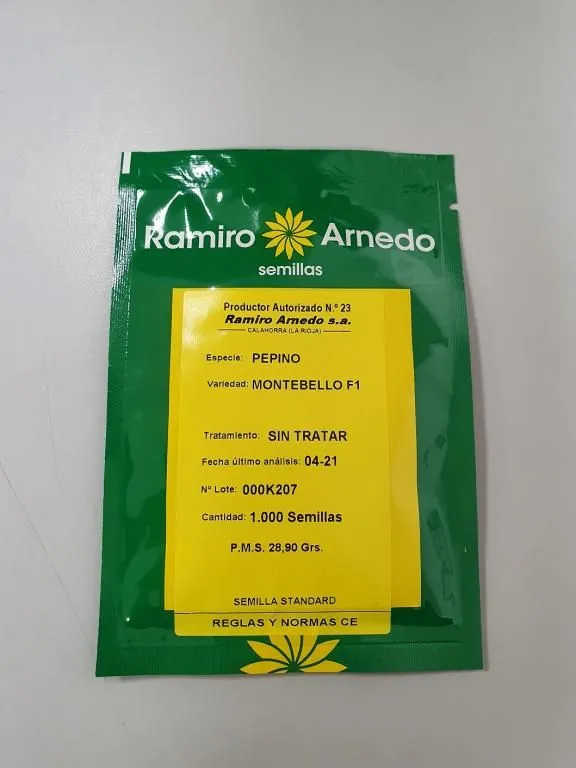 Ramiro Arnedo
semillas
Productor Autorizado N.º 23
Ramiro Arnedo s.a.
CALAHORRA (LA RIOJA)
Especie: PEPINO
Variedad: MONTEBELLO F1
Tratamiento: SIN TRATAR
Fecha último análisis: 04-21
Nº Lote: 000K207
Cantidad: 1.000 Semillas
P.M.S. 28,90 Grs.
SEMILLA STANDARD
REGLAS Y NORMAS CE